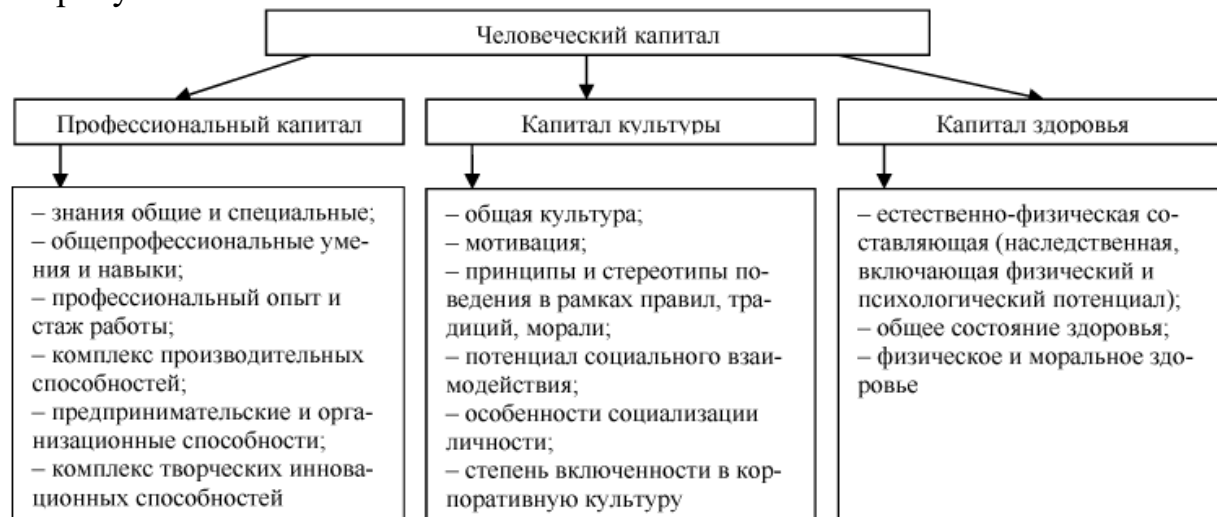 Человеческий капитал
Профессиональный капитал
Капитал культуры
Капитал здоровья
– знания общие и специальные;
– общепрофессиональные уме-
ния и навыки;
– профессиональный опыт и
стаж работы;
– комплекс производительных
способностей;
– предпринимательские и орга-
низационные способности;
– комплекс творческих иннова-
ционных способностей
– общая культура;
– мотивация;
– принципы и стереотипы по-
ведения в рамках правил, тра-
диций, морали;
– потенциал социального взаи-
модействия;
– особенности социализации
личности;
– степень включенности в кор-
поративную культуру
– естественно-физическая со-
ставляющая (наследственная,
включающая физический и
психологический потенциал);
– общее состояние здоровья;
– физическое и моральное здо-
ровье